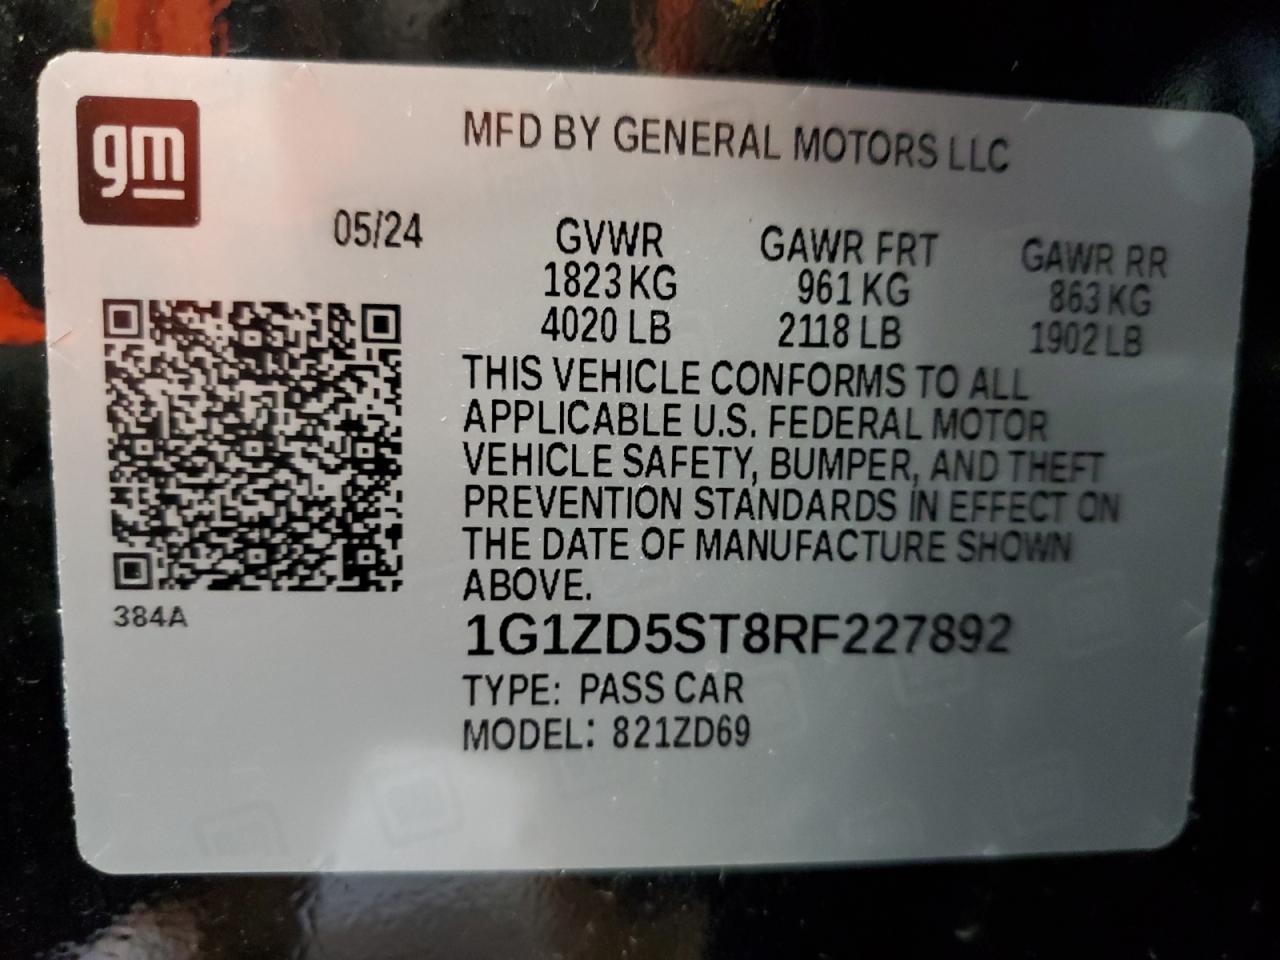 gm
MFD BY GENERAL MOTORS LLC
05/24 GVWR GAWR FRT GAWR RR
1823 KG 961 KG 863 KG
4020 LB 2118 LB 1902 LB
THIS VEHICLE CONFORMS TO ALL
APPLICABLE U.S. FEDERAL MOTOR
VEHICLE SAFETY, BUMPER, AND THEFT
PREVENTION STANDARDS IN EFFECT ON
THE DATE OF MANUFACTURE SHOWN
ABOVE.
384A
1G1ZD5ST8RF227892
TYPE: PASS CAR
MODEL: 821ZD69